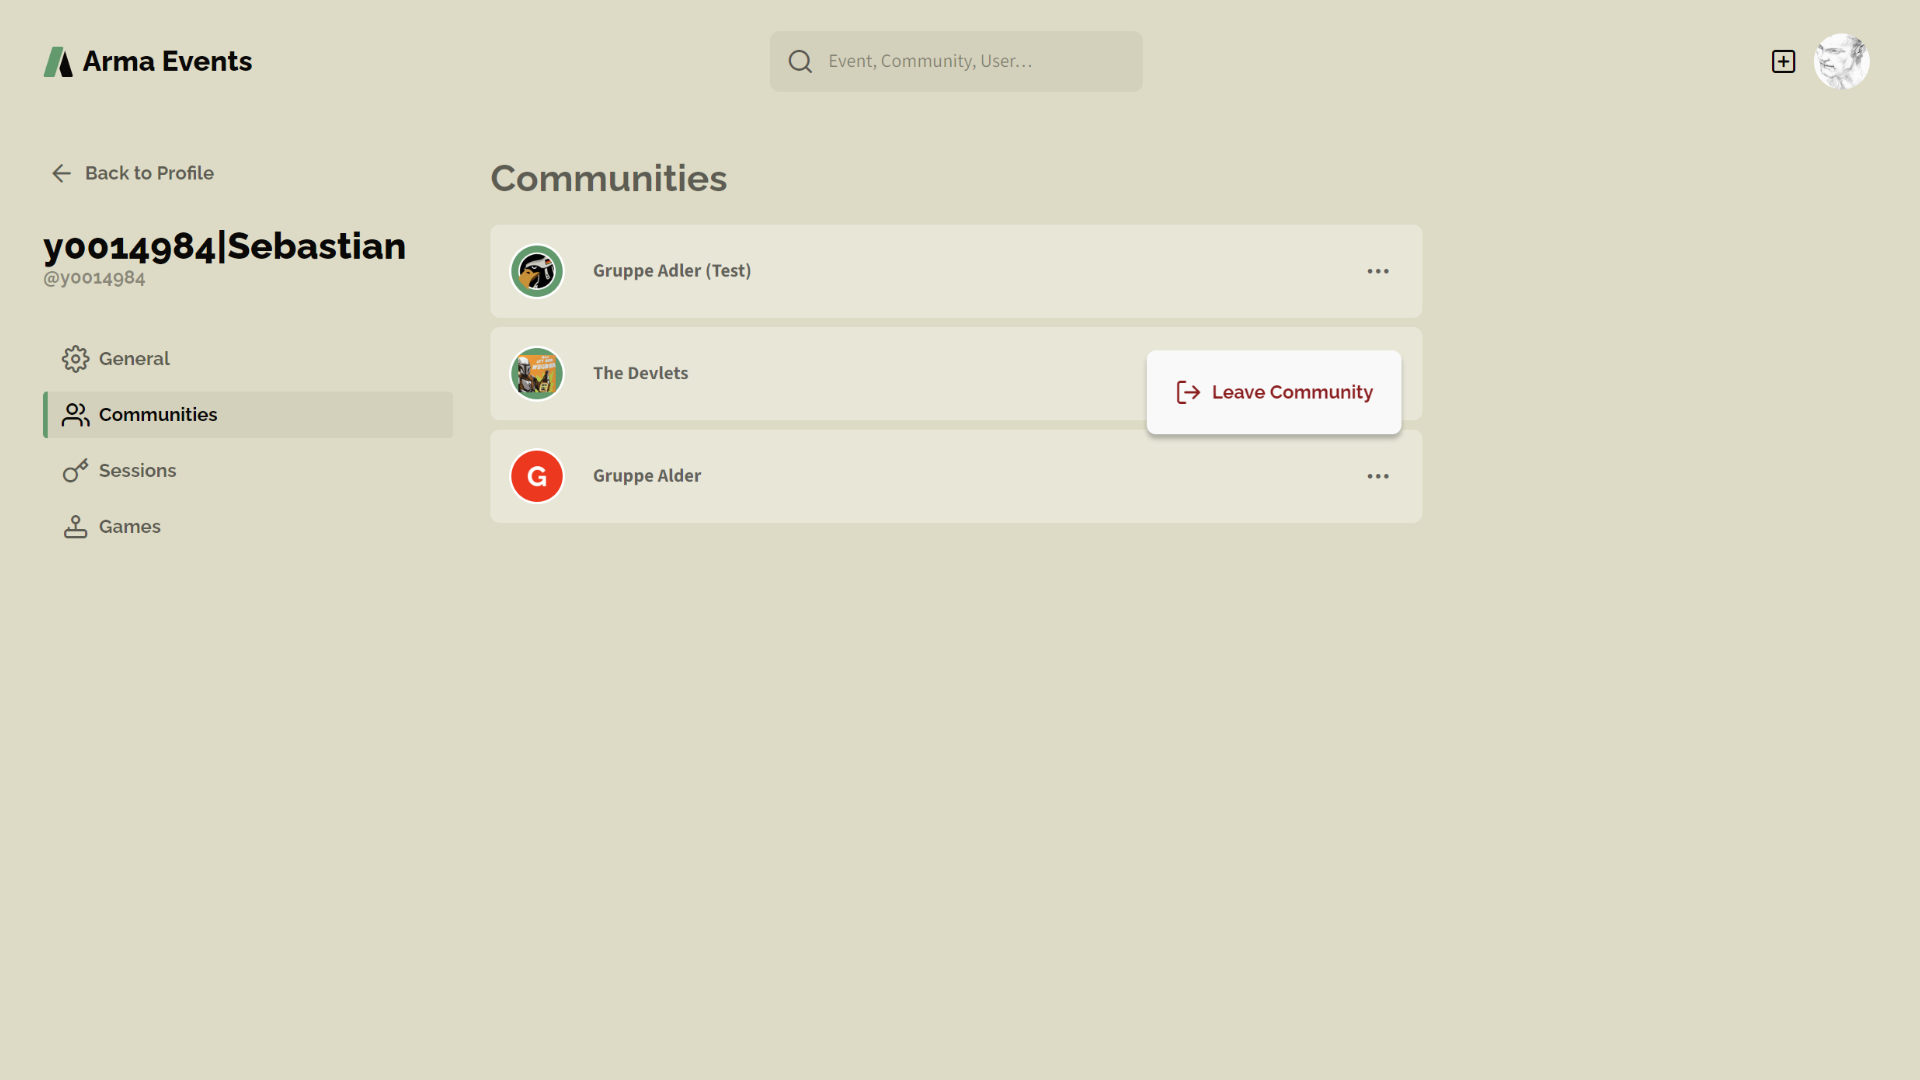 Arma Events
Event, Community, User...
Back to Profile
y0014984|Sebastian
@y0014984
General
Communities
Sessions
Games
Communities
Gruppe Adler (Test)
The Devlets
Leave Community
G
Gruppe Alder